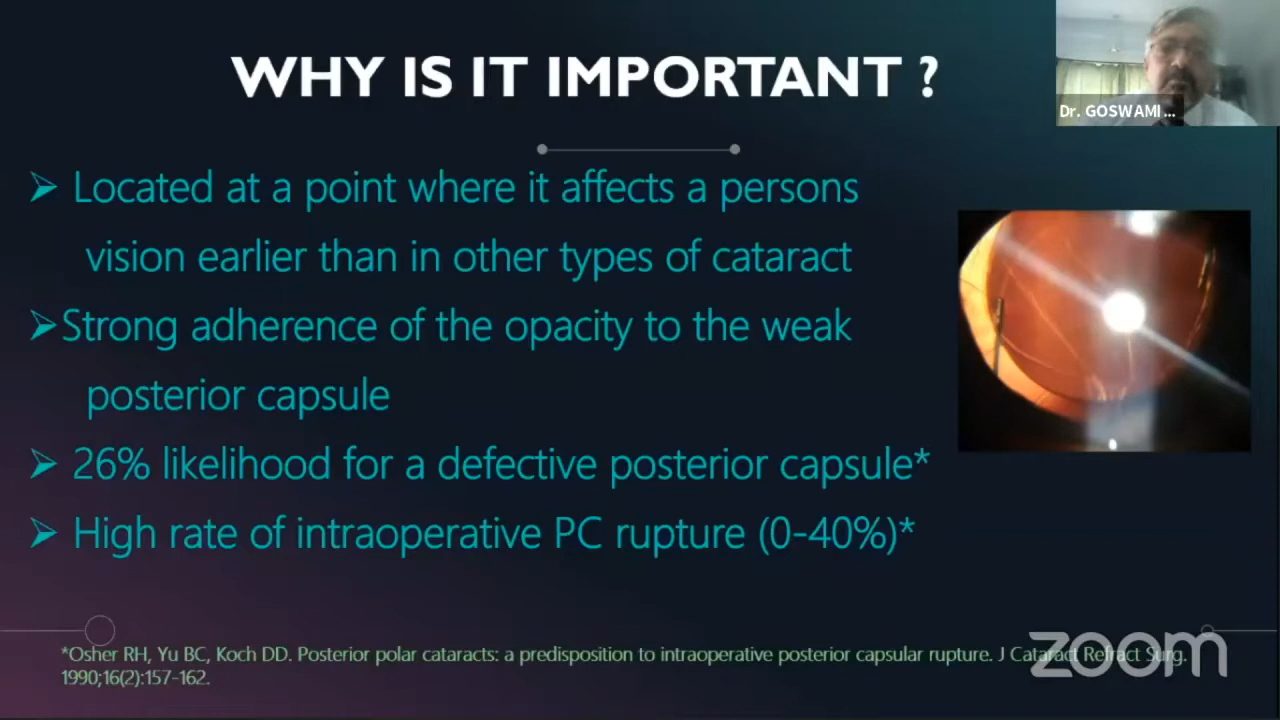 WHY IS IT IMPORTANT ?
Dr. GOSWAMI...
➢ Located at a point where it affects a persons
vision earlier than in other types of cataract
➢Strong adherence of the opacity to the weak
posterior capsule
➢ 26% likelihood for a defective posterior capsule*
➢ High rate of intraoperative PC rupture (0-40%)*
*Osher RH, Yu BC, Koch DD. Posterior polar cataracts: a predisposition to intraoperative posterior capsular rupture. J Cataract Refract Surg.
1990;16(2):157-162.
zoom